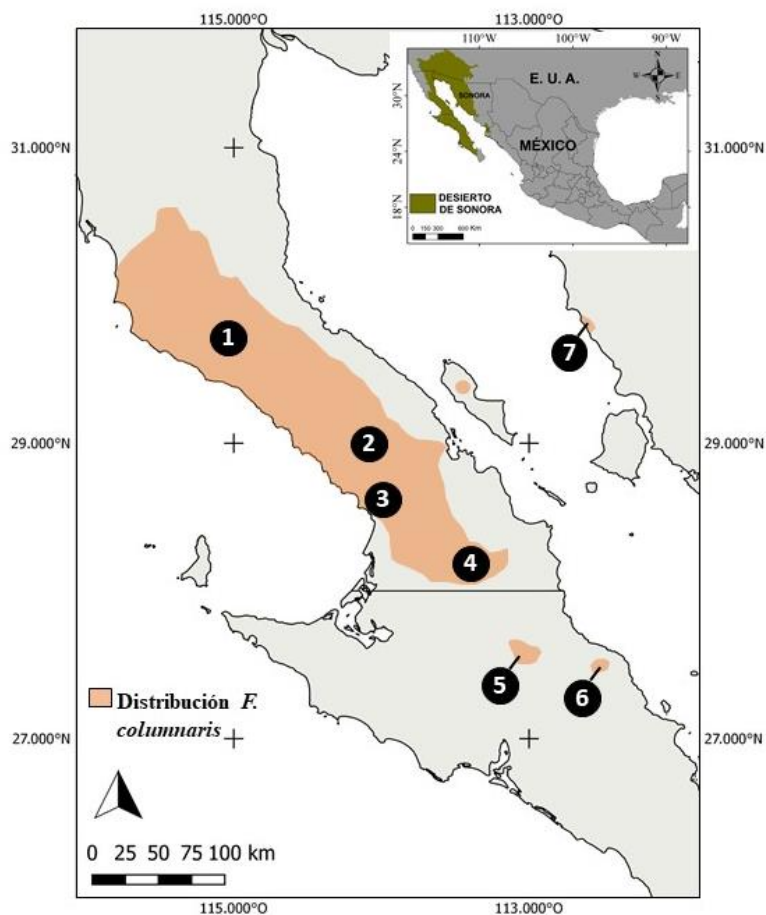 115.000°O
113.000°O
110°W
100°W
90°W
E. U. A.
W
E
30°N
SONORA
31.000°N
31.000°N
MÉXICO
24°N
18°N
DESIERTO
DE SONORA
0 150 300 600 Km
1
7
2
29.000°N
29.000°N
3
4
5
6
Distribución F.
columnaris
27.000°N
27.000°N
0 25 50 75 100 km
115.000°O
113.000°O